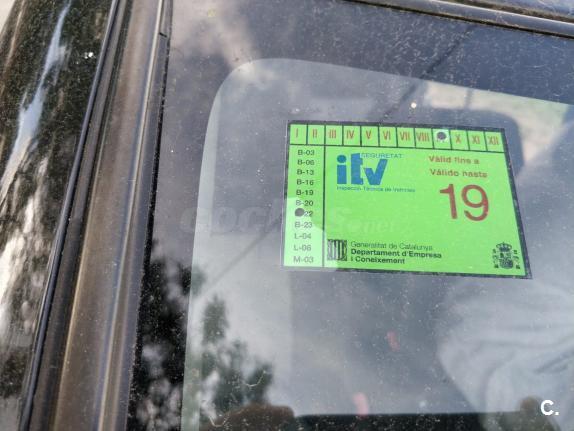 I II III IV V VI VII VIII X XI XII
B-03
B-06
B-13
B-16
B-19
B-20
22
B-23
L-04
L-06
M-03
SEGURETAT
itv
Inspecció Tècnica de Vehicles
Vàlid fins a
Válido hasta
19
Generalitat de Catalunya
Departament d'Empresa
i Coneixement
C.